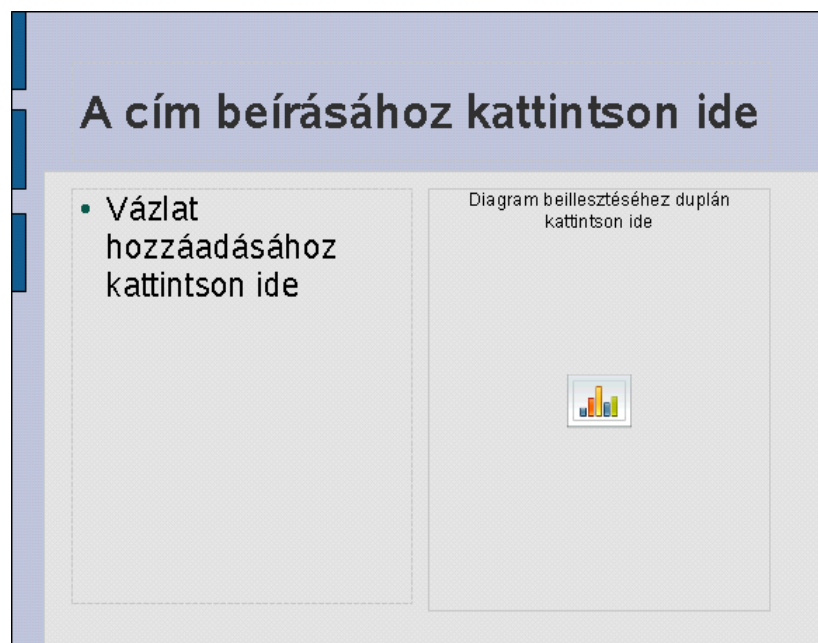 A cím beírásához kattintson ide
• Vázlat
hozzáadásához
kattintson ide
Diagram beillesztéséhez duplán
kattintson ide